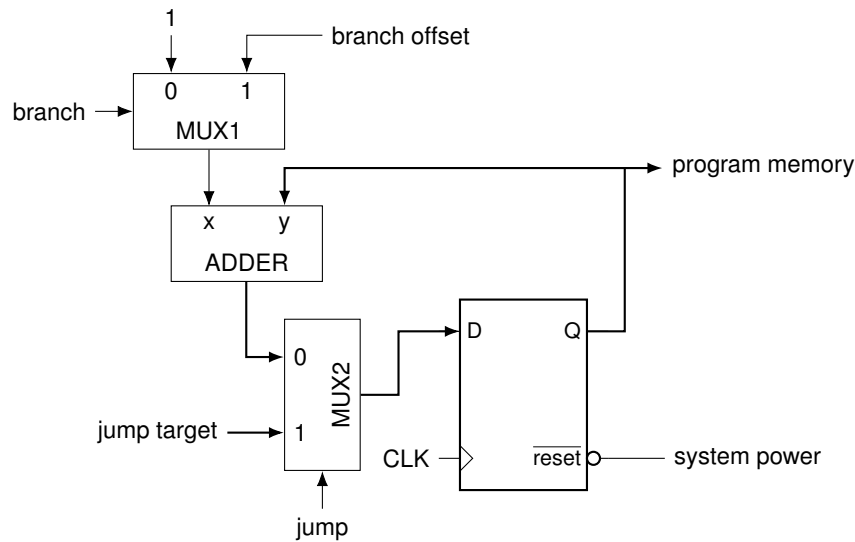 1
branch offset
0 1
branch
MUX1
program memory
x y
ADDER
D Q
0
MUX2
jump target
1
CLK
reset
system power
jump